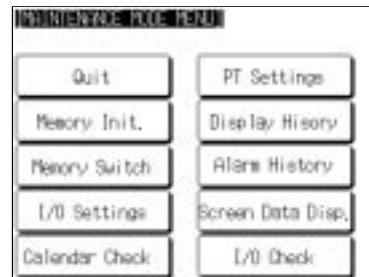 [MAINTENANCE MODE MENU]
Quit
PT Settings
Memory Init.
Display Hisory
Memory Switch
Alarm History
I/O Settings
Screen Data Disp.
Calendar Check
I/O Check